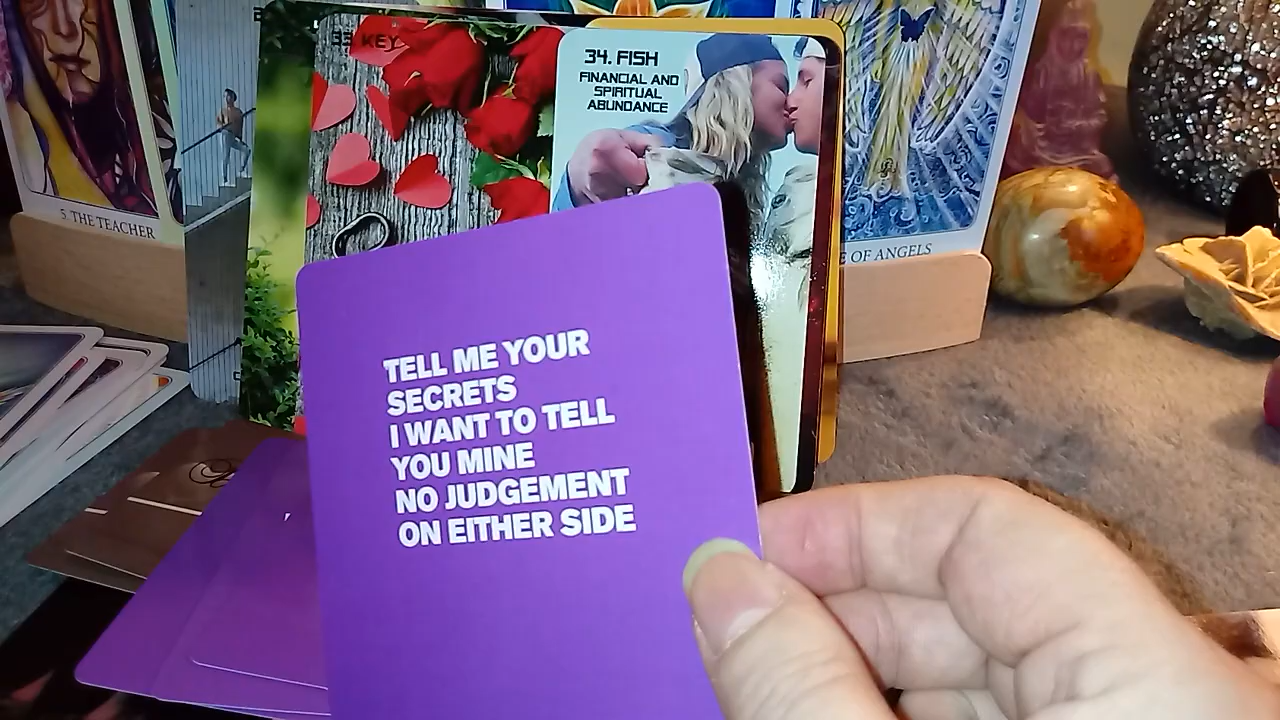 5 THE TEACHER
33 KEY
34. FISH
FINANCIAL AND
SPIRITUAL
ABUNDANCE
E OF ANGELS
TELL ME YOUR
SECRETS
I WANT TO TELL
YOU MINE
NO JUDGEMENT
ON EITHER SIDE